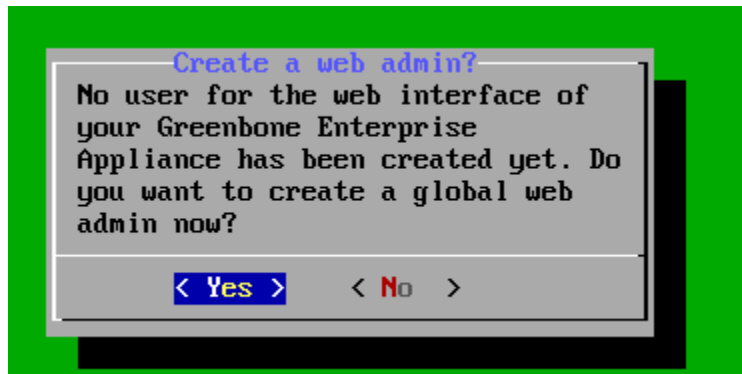 Create a web admin?
No user for the web interface of
your Greenbone Enterprise
Appliance has been created yet. Do
you want to create a global web
admin now?
< Yes > < No >